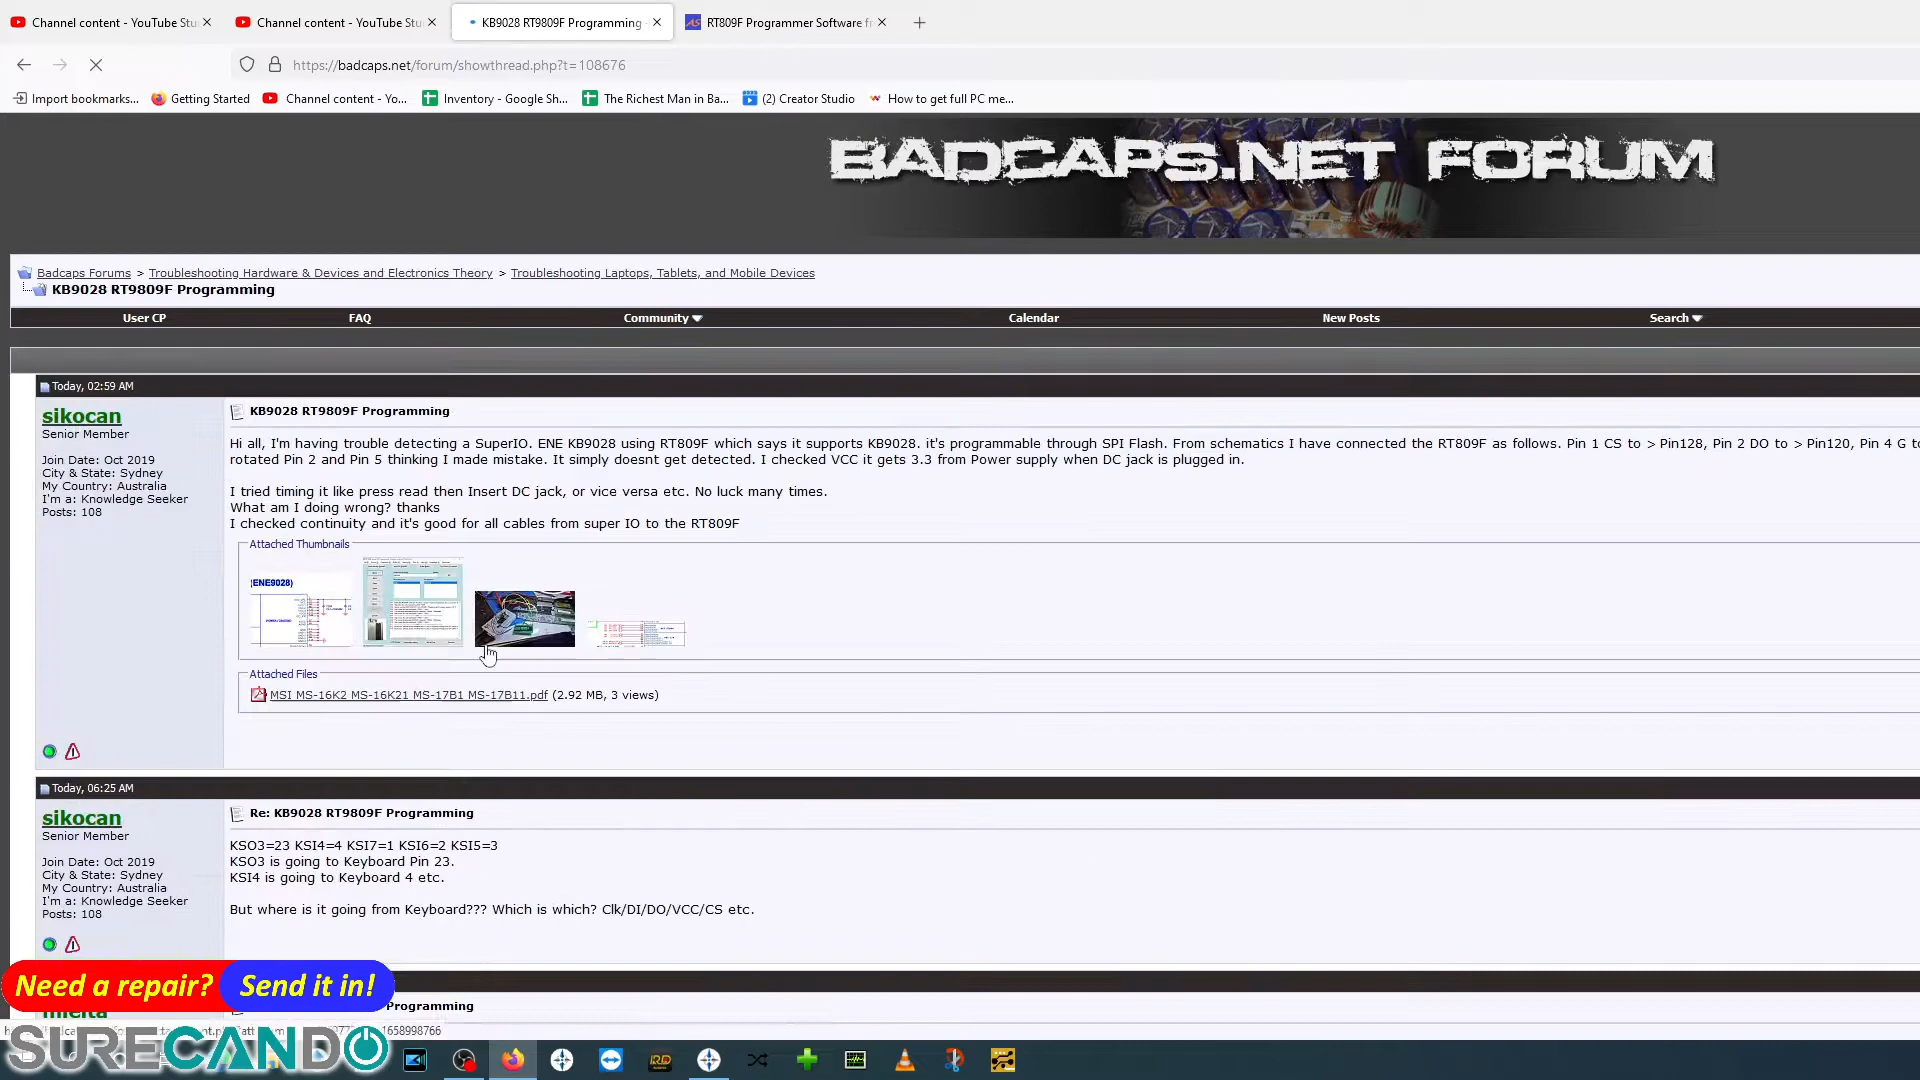 Channel content - YouTube Stu
Channel content - YouTube Stu
KB9028 RT9809F Programming
RT809F Programmer Software fr
https://badcaps.net/forum/showthread.php?t=108676
Import bookmarks...
Getting Started
Channel content - Yo...
Inventory - Google Sh...
The Richest Man in Ba...
(2) Creator Studio
How to get full PC me...
BADCAPS.NET FORUM
Badcaps Forums > Troubleshooting Hardware & Devices and Electronics Theory > Troubleshooting Laptops, Tablets, and Mobile Devices
KB9028 RT9809F Programming
User CP FAQ Community Calendar New Posts Search
Today, 02:59 AM
sikocan
Senior Member
Join Date: Oct 2019
City & State: Sydney
My Country: Australia
I'm a: Knowledge Seeker
Posts: 108
KB9028 RT9809F Programming
Hi all, I'm having trouble detecting a SuperIO. ENE KB9028 using RT809F which says it supports KB9028. it's programmable through SPI Flash. From schematics I have connected the RT809F as follows. Pin 1 CS to > Pin128, Pin 2 DO to > Pin120, Pin 4 G to
rotated Pin 2 and Pin 5 thinking I made mistake. It simply doesnt get detected. I checked VCC it gets 3.3 from Power supply when DC jack is plugged in.
I tried timing it like press read then Insert DC jack, or vice versa etc. No luck many times.
What am I doing wrong? thanks
I checked continuity and it's good for all cables from super IO to the RT809F
Attached Thumbnails
(ENE9028)
Attached Files
MSI MS-16K2 MS-16K21 MS-17B1 MS-17B11.pdf (2.92 MB, 3 views)
Today, 06:25 AM
sikocan
Senior Member
Join Date: Oct 2019
City & State: Sydney
My Country: Australia
I'm a: Knowledge Seeker
Posts: 108
Re: KB9028 RT9809F Programming
KSO3=23 KSI4=4 KSI7=1 KSI6=2 KSI5=3
KSO3 is going to Keyboard Pin 23.
KSI4 is going to Keyboard 4 etc.
But where is it going from Keyboard??? Which is which? Clk/DI/DO/VCC/CS etc.
Need a repair? Send it in!
Programming
1658998766
SURECANDO
RD